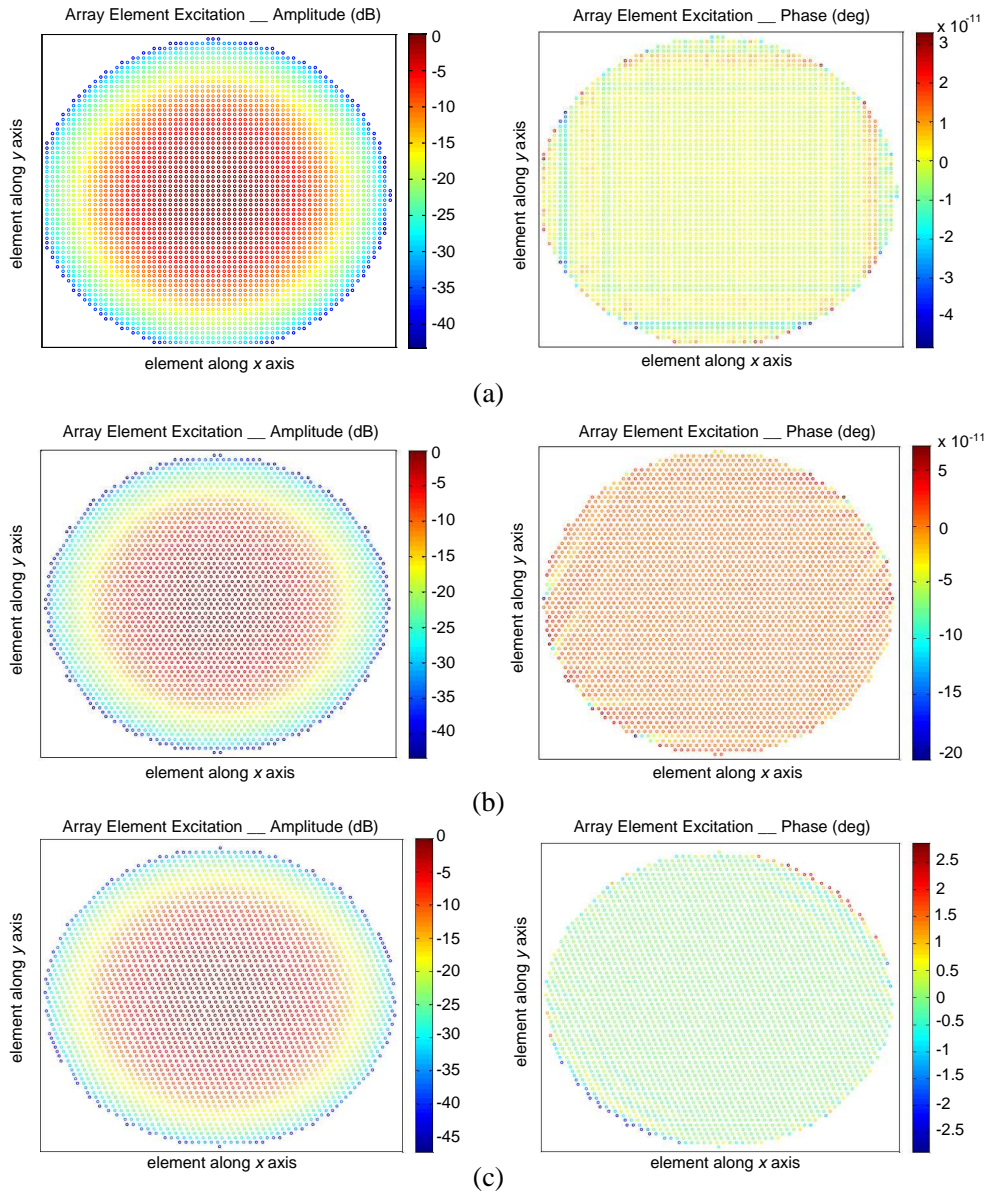 Array Element Excitation __ Amplitude (dB)
element along y axis
element along x axis
0
-5
-10
-15
-20
-25
-30
-35
-40
Array Element Excitation __ Phase (deg)
element along y axis
element along x axis
x 10-11
3
2
1
0
-1
-2
-3
-4
(a)
Array Element Excitation __ Amplitude (dB)
element along y axis
element along x axis
0
-5
-10
-15
-20
-25
-30
-35
-40
Array Element Excitation __ Phase (deg)
element along y axis
element along x axis
x 10-11
5
0
-5
-10
-15
-20
(b)
Array Element Excitation __ Amplitude (dB)
element along y axis
element along x axis
0
-5
-10
-15
-20
-25
-30
-35
-40
-45
Array Element Excitation __ Phase (deg)
element along y axis
element along x axis
2.5
2
1.5
1
0.5
0
-0.5
-1
-1.5
-2
-2.5
(c)